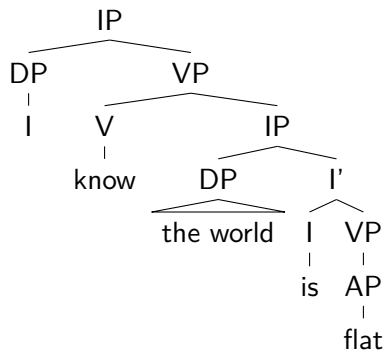 IP
DP VP
I V IP
know DP I'
the world I VP
is AP
flat